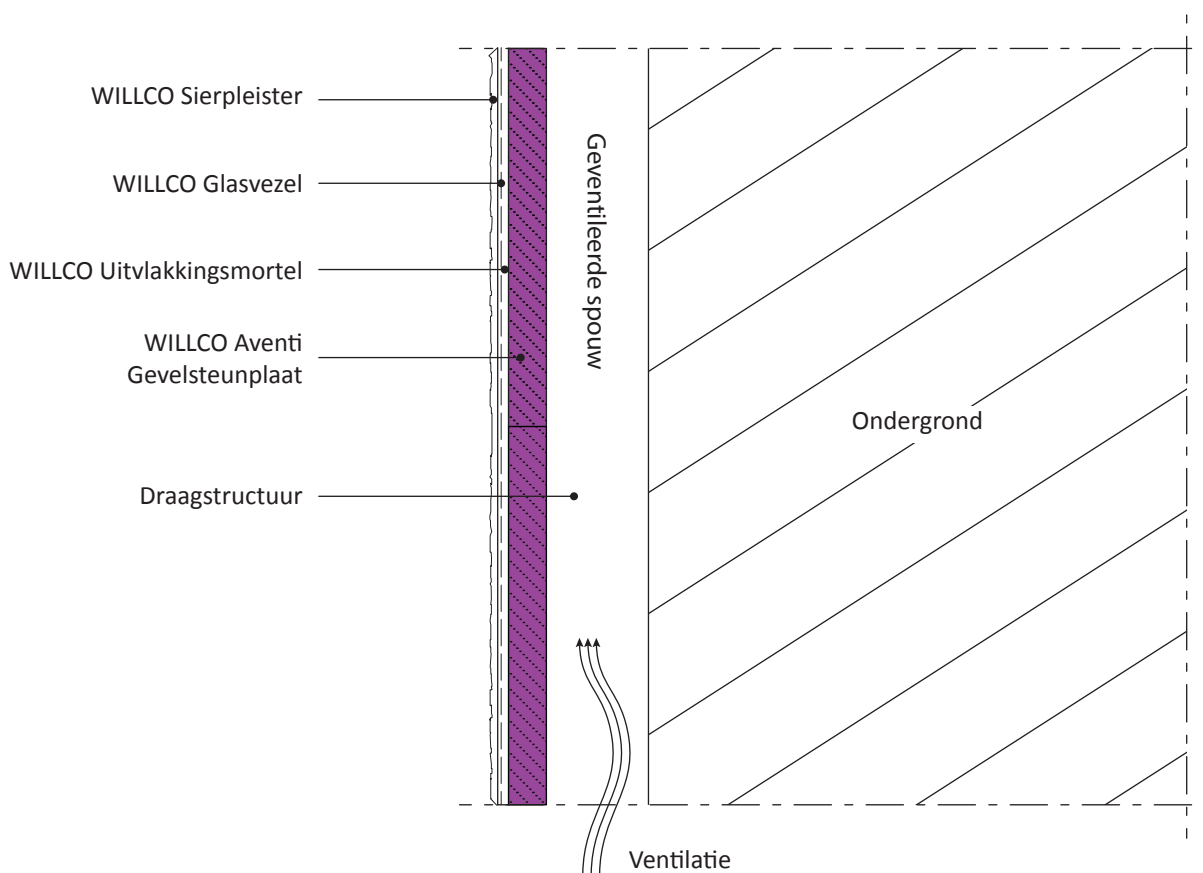 WILLCO Sierpleister
WILLCO Glasvezel
WILLCO Uitvlakkingsmortel
WILLCO Aventi
Gevelsteunplaat
Draagstructuur
Geventileerde spouw
Ondergrond
Ventilatie